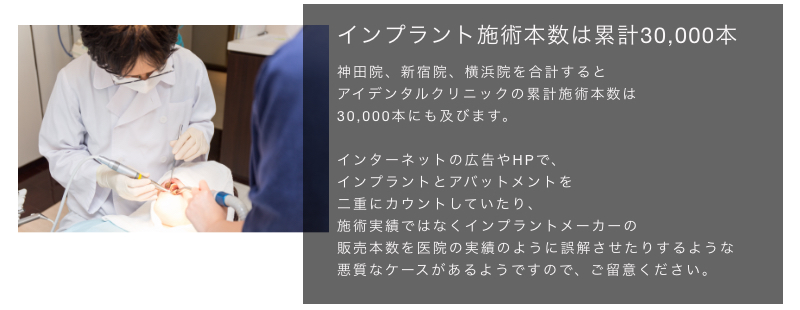 インプラント施術本数は累計30,000本
神田院、新宿院、横浜院を合計すると
アイデンタルクリニックの累計施術本数は
30,000本にも及びます。
インターネットの広告やHPで、
インプラントとアバットメントを
二重にカウントしていたり、
施術実績ではなくインプラントメーカーの
販売本数を医院の実績のように誤解させたりするような
悪質なケースがあるようですので、ご留意ください。